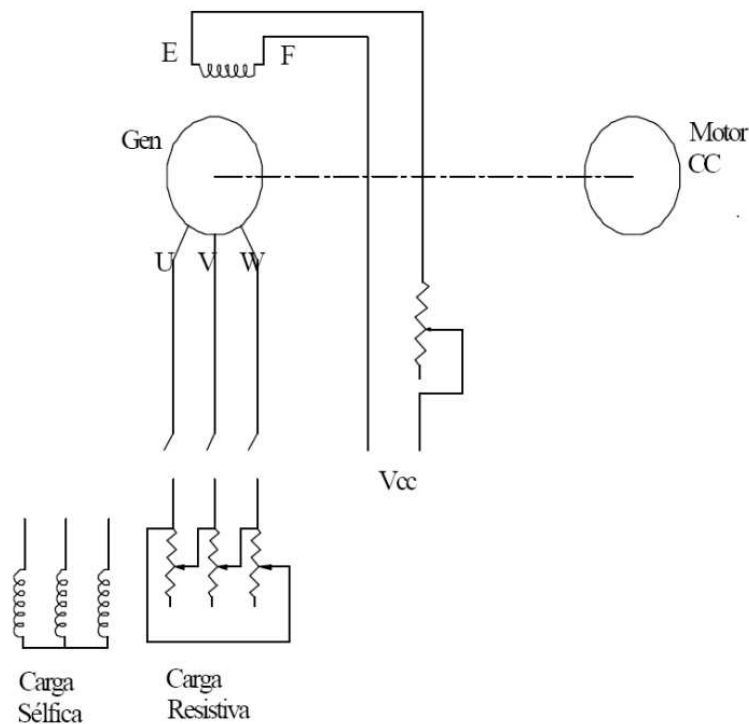 E
F
Gen
Motor
CC
U V W
Vcc
Carga
Sélfica
Carga
Resistiva